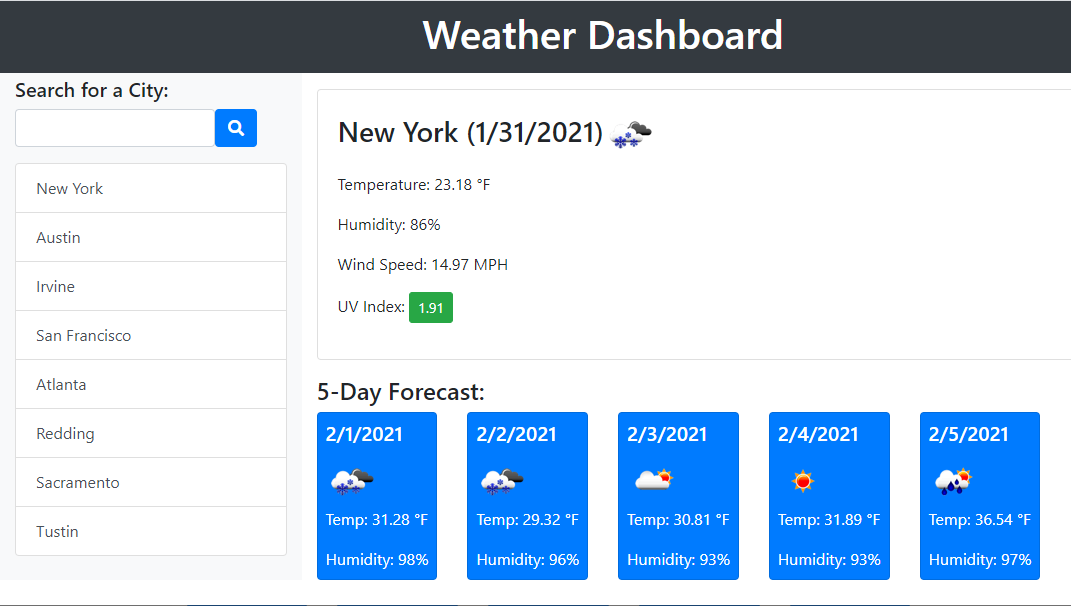 Weather Dashboard
Search for a City:
New York
Austin
Irvine
San Francisco
Atlanta
Redding
Sacramento
Tustin
New York (1/31/2021)
Temperature: 23.18 °F
Humidity: 86%
Wind Speed: 14.97 MPH
UV Index: 1.91
5-Day Forecast:
2/1/2021
Temp: 31.28 °F
Humidity: 98%
2/2/2021
Temp: 29.32 °F
Humidity: 96%
2/3/2021
Temp: 30.81 °F
Humidity: 93%
2/4/2021
Temp: 31.89 °F
Humidity: 93%
2/5/2021
Temp: 36.54 °F
Humidity: 97%